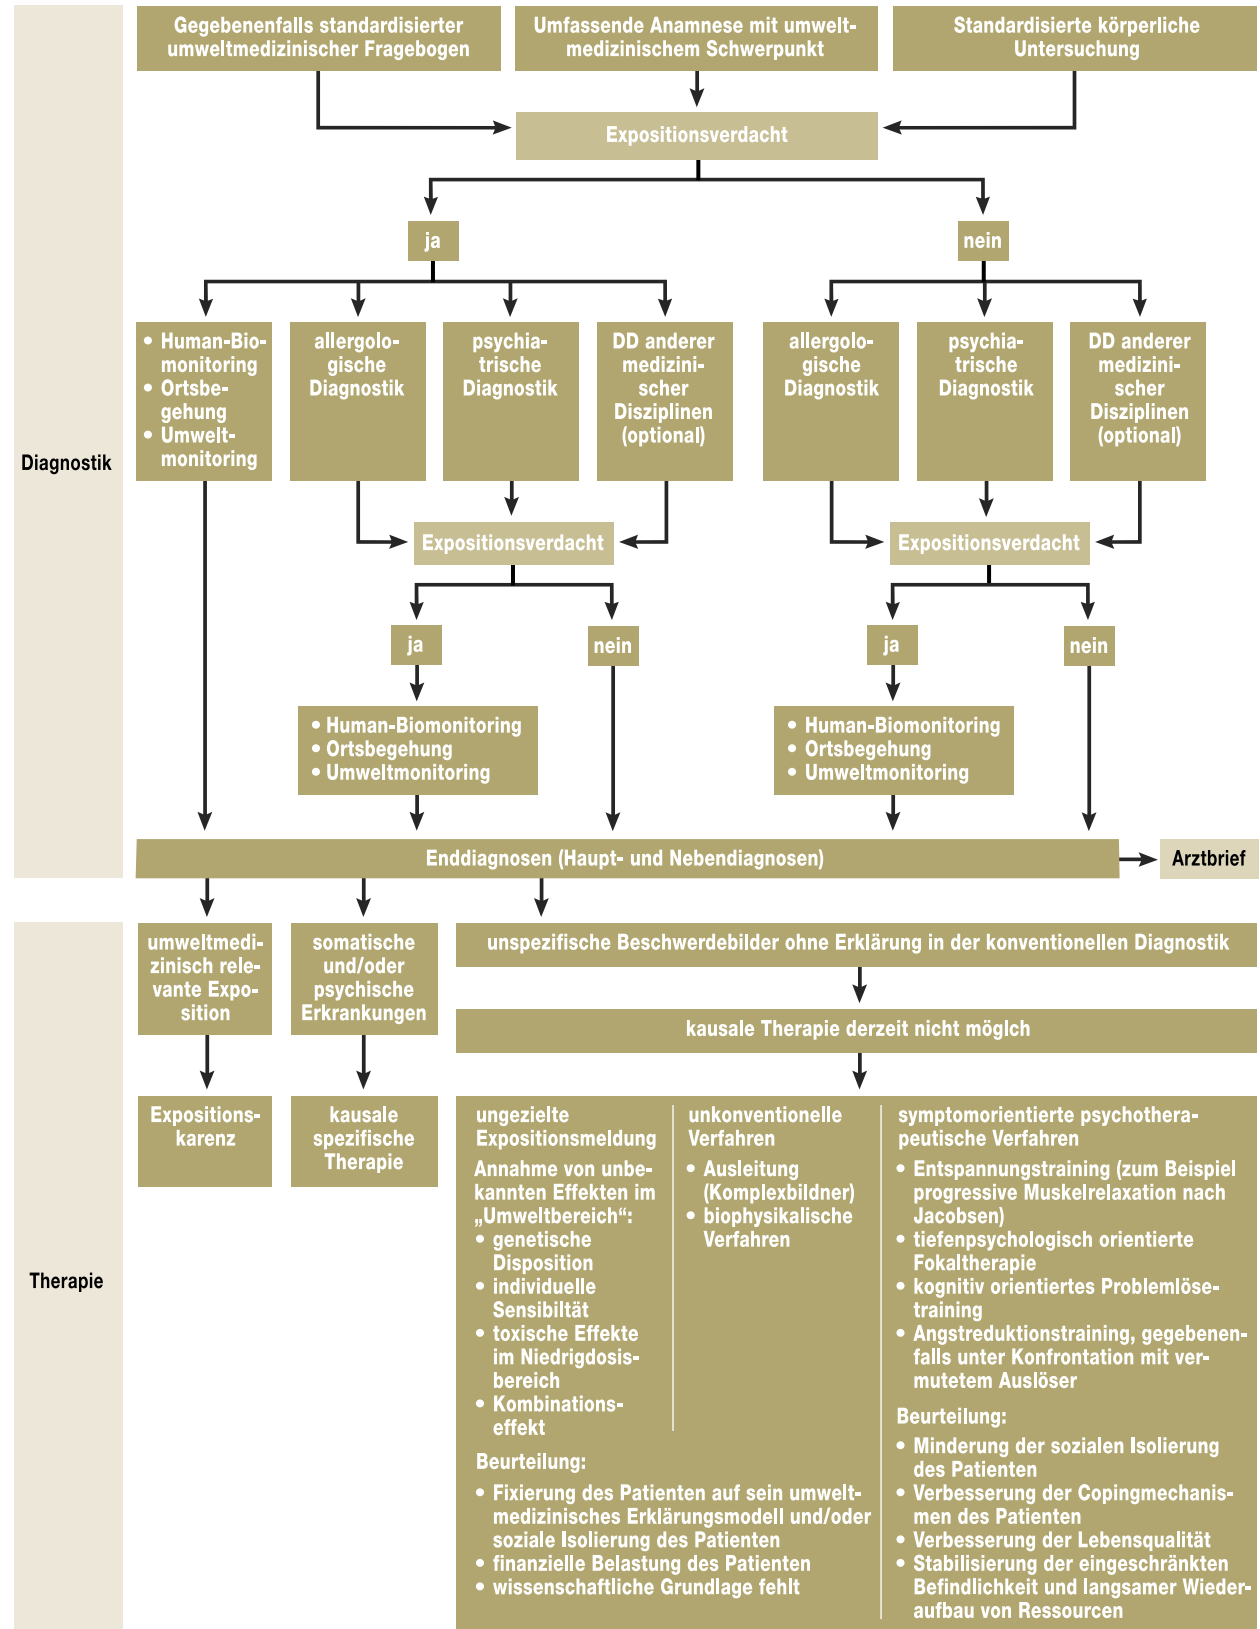 Gegebenenfalls standardisierter
umweltmedizinischer Fragebogen
Umfassende Anamnese mit umwelt-
medizinischem Schwerpunkt
Standardisierte körperliche
Untersuchung
Expositionsverdacht
ja
nein
• Human-Bio-
monitoring
• Ortsbe-
gehung
• Umwelt-
monitoring
allergolo-
gische
Diagnostik
psychia-
trische
Diagnostik
DD anderer
medizini-
scher
Disziplinen
(optional)
allergolo-
gische
Diagnostik
psychia-
trische
Diagnostik
DD anderer
medizini-
scher
Disziplinen
(optional)
Diagnostik
Expositionsverdacht
Expositionsverdacht
ja
nein
ja
nein
• Human-Biomonitoring
• Ortsbegehung
• Umweltmonitoring
• Human-Biomonitoring
• Ortsbegehung
• Umweltmonitoring
Enddiagnosen (Haupt- und Nebendiagnosen)
Arztbrief
umweltmedi-
zinisch rele-
vante Expo-
sition
somatische
und/oder
psychische
Erkrankungen
unspezifische Beschwerdebilder ohne Erklärung in der konventionellen Diagnostik
kausale Therapie derzeit nicht möglch
Expositions-
karenz
kausale
spezifische
Therapie
Therapie
ungezielte
Expositionsmeldung
Annahme von unbe-
kannten Effekten im
„Umweltbereich“:
• genetische
Disposition
• individuelle
Sensibiltät
• toxische Effekte
im Niedrigdosis-
bereich
• Kombinations-
effekt
unkonventionelle
Verfahren
• Ausleitung
(Komplexbildner)
• biophysikalische
Verfahren
Beurteilung:
• Fixierung des Patienten auf sein umwelt-
medizinisches Erklärungsmodell und/oder
soziale Isolierung des Patienten
• finanzielle Belastung des Patienten
• wissenschaftliche Grundlage fehlt
symptomorientierte psychothera-
peutische Verfahren
• Entspannungstraining (zum Beispiel
progressive Muskelrelaxation nach
Jacobsen)
• tiefenpsychologisch orientierte
Fokaltherapie
• kognitiv orientiertes Problemlöse-
training
• Angstreduktionstraining, gegebenen-
falls unter Konfrontation mit ver-
mutetem Auslöser
Beurteilung:
• Minderung der sozialen Isolierung
des Patienten
• Verbesserung der Copingmechanis-
men des Patienten
• Verbesserung der Lebensqualität
• Stabilisierung der eingeschränkten
Befindlichkeit und langsamer Wieder-
aufbau von Ressourcen